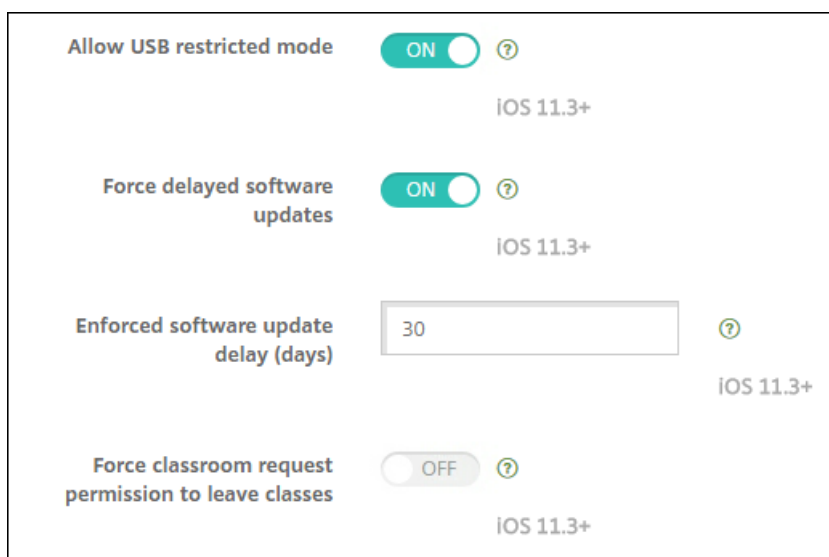 Allow USB restricted mode
ON
?
iOS 11.3+
Force delayed software
updates
ON
?
iOS 11.3+
Enforced software update
delay (days)
30
?
iOS 11.3+
Force classroom request
permission to leave classes
OFF
?
iOS 11.3+